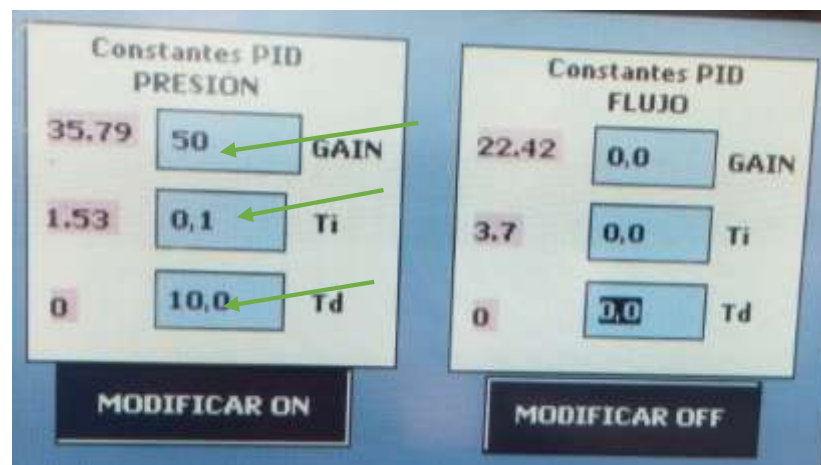 Constantes PID
PRESION
35.79 50 GAIN
1.53 0,1 Ti
0 10,0 Td
MODIFICAR ON
Constantes PID
FLUJO
22.42 0,0 GAIN
3.7 0,0 Ti
0 0,0 Td
MODIFICAR OFF